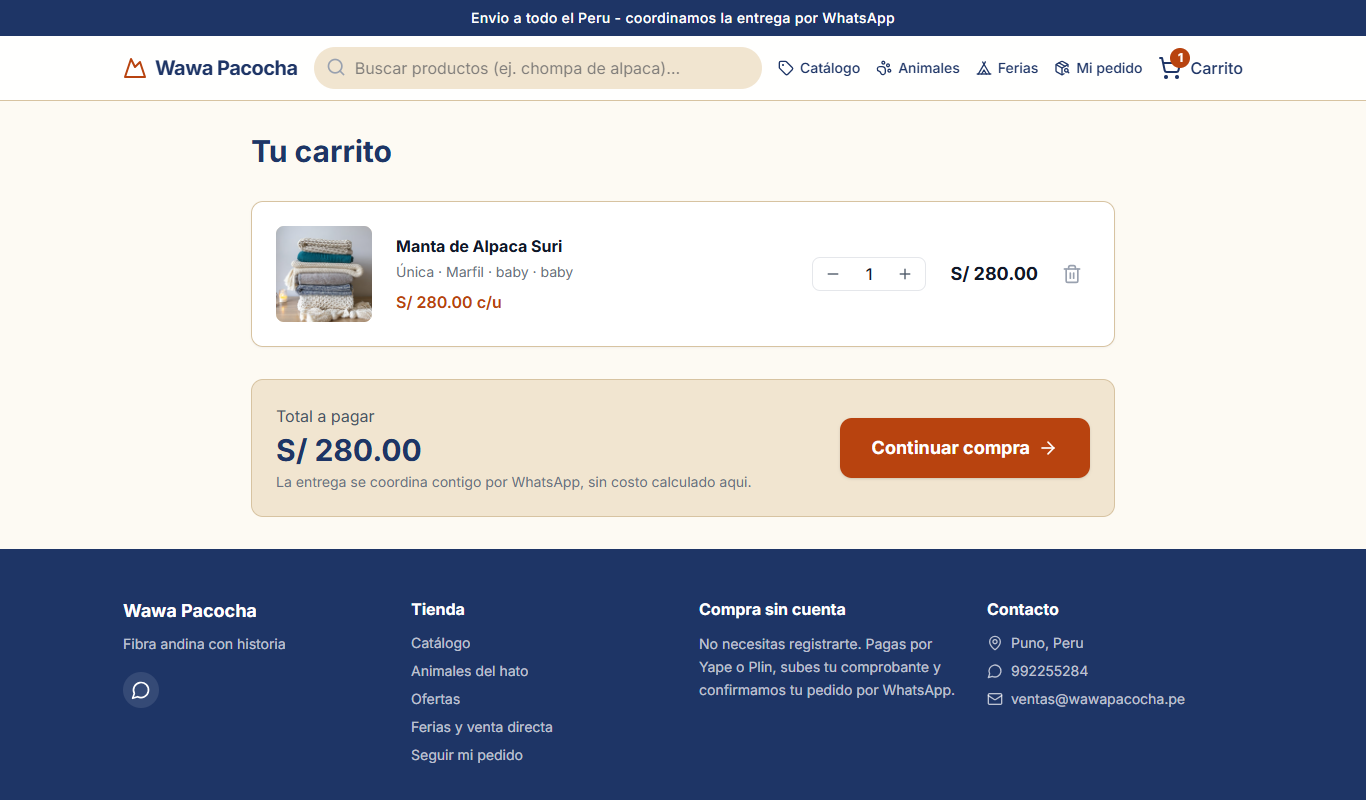 Envio a todo el Peru - coordinamos la entrega por WhatsApp
Wawa Pacocha
Buscar productos (ej. chompa de alpaca)...
Catálogo
Animales
Ferias
Mi pedido
1
Carrito
Tu carrito
Manta de Alpaca Suri
Única · Marfil · baby · baby
S/ 280.00 c/u
1
S/ 280.00
Total a pagar
S/ 280.00
La entrega se coordina contigo por WhatsApp, sin costo calculado aqui.
Continuar compra
Wawa Pacocha
Fibra andina con historia
Tienda
Catálogo
Animales del hato
Ofertas
Ferias y venta directa
Seguir mi pedido
Compra sin cuenta
No necesitas registrarte. Pagas por
Yape o Plin, subes tu comprobante y
confirmamos tu pedido por WhatsApp.
Contacto
Puno, Peru
992255284
ventas@wawapacocha.pe